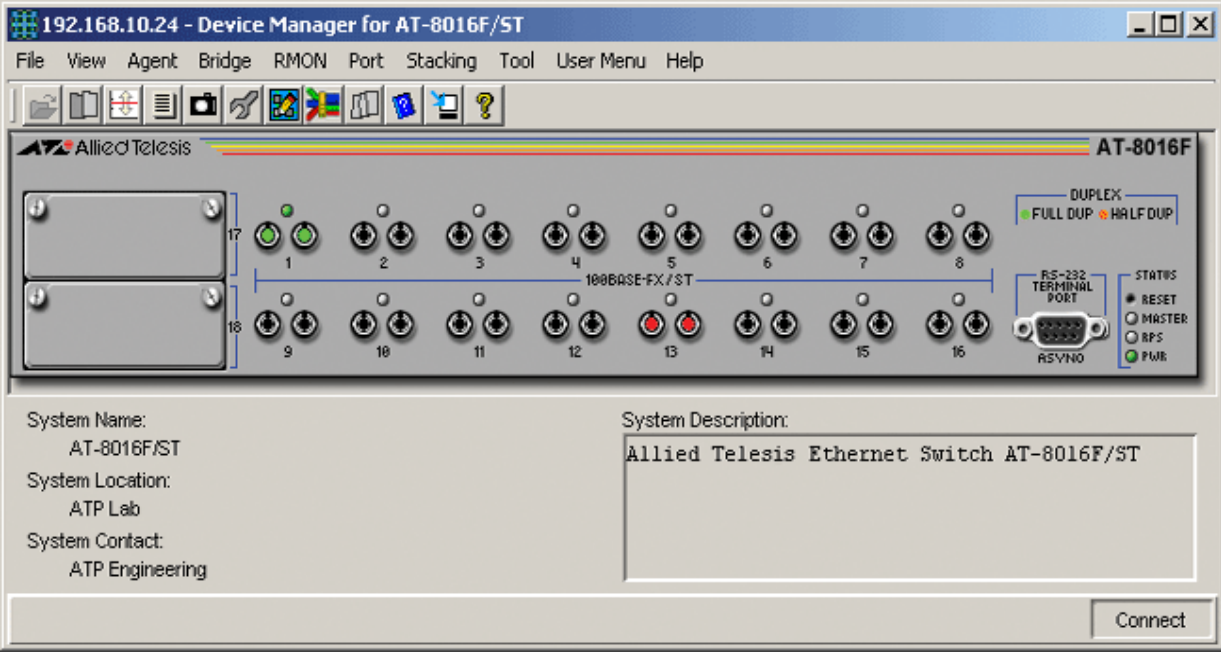 192.168.10.24 - Device Manager for AT-8016F/ST
File View Agent Bridge RMON Port Stacking Tool User Menu Help
Allied Telesis
AT-8016F
DUPLEX
FULL DUP HALF DUP
17
1 2 3 4 5 6 7 8
100BASE-FX/ST
RS-232
TERMINAL
PORT
STATUS
RESET
MASTER
RPS
PWR
18
9 10 11 12 13 14 15 16
ASYNO
System Name:
AT-8016F/ST
System Location:
ATP Lab
System Contact:
ATP Engineering
System Description:
Allied Telesis Ethernet Switch AT-8016F/ST
Connect